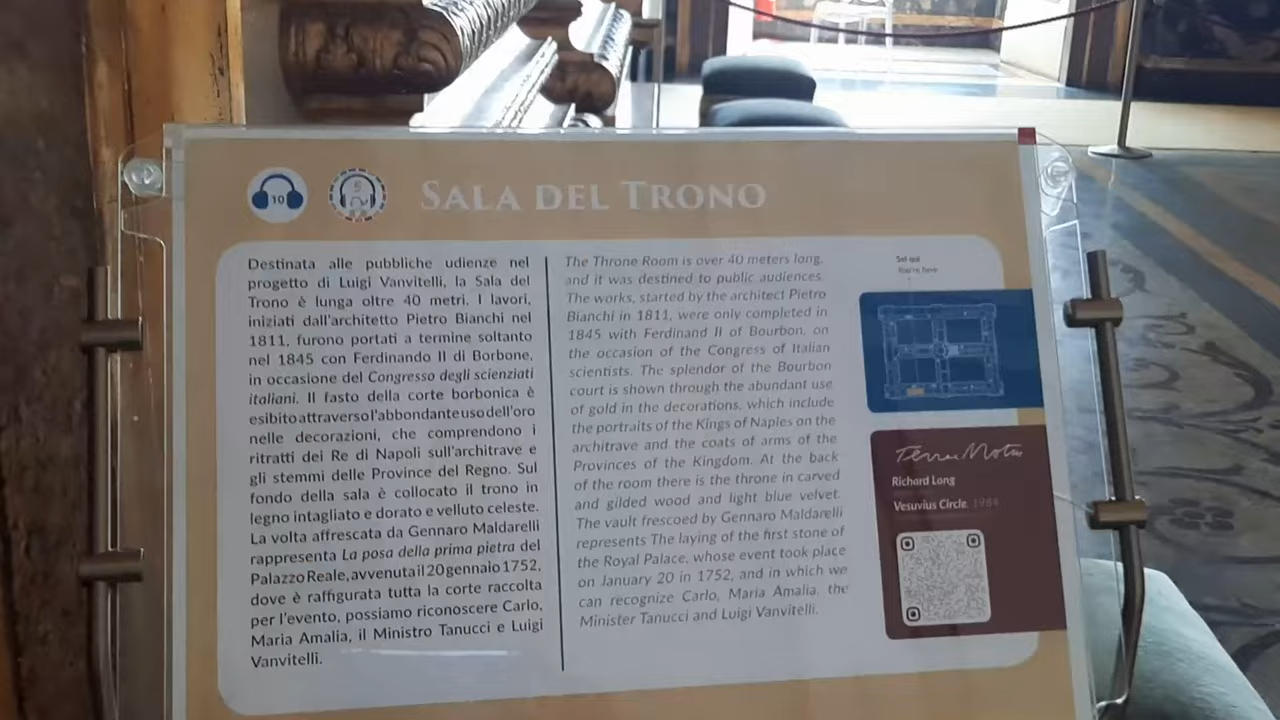 10
SALA DEL TRONO
Destinata alle pubbliche udienze nel
progetto di Luigi Vanvitelli, la Sala del
Trono è lunga oltre 40 metri. I lavori,
iniziati dall'architetto Pietro Bianchi nel
1811, furono portati a termine soltanto
nel 1845 con Ferdinando II di Borbone,
in occasione del Congresso degli scienziati
italiani. Il fasto della corte borbonica è
esibito attraverso l'abbondante uso dell'oro
nelle decorazioni, che comprendono i
ritratti dei Re di Napoli sull'architrave e
gli stemmi delle Province del Regno. Sul
fondo della sala è collocato il trono in
legno intagliato e dorato e velluto celeste.
La volta affrescata da Gennaro Maldarelli
rappresenta La posa della prima pietra del
Palazzo Reale, avvenuta il 20 gennaio 1752,
dove è raffigurata tutta la corte raccolta
per l'evento, possiamo riconoscere Carlo,
Maria Amalia, il Ministro Tanucci e Luigi
Vanvitelli.
The Throne Room is over 40 meters long,
and it was destined to public audiences.
The works, started by the architect Pietro
Bianchi in 1811, were only completed in
1845 with Ferdinand II of Bourbon, on
the occasion of the Congress of Italian
scientists. The splendor of the Bourbon
court is shown through the abundant use
of gold in the decorations, which include
the portraits of the Kings of Naples on the
architrave and the coats of arms of the
Provinces of the Kingdom. At the back
of the room there is the throne in carved
and gilded wood and light blue velvet.
The vault frescoed by Gennaro Maldarelli
represents The laying of the first stone of
the Royal Palace, whose event took place
on January 20 in 1752, and in which we
can recognize Carlo, Maria Amalia, the
Minister Tanucci and Luigi Vanvitelli.
Sei qui
You're here
Terrae Motus
Richard Long
Vesuvius Circle, 1984